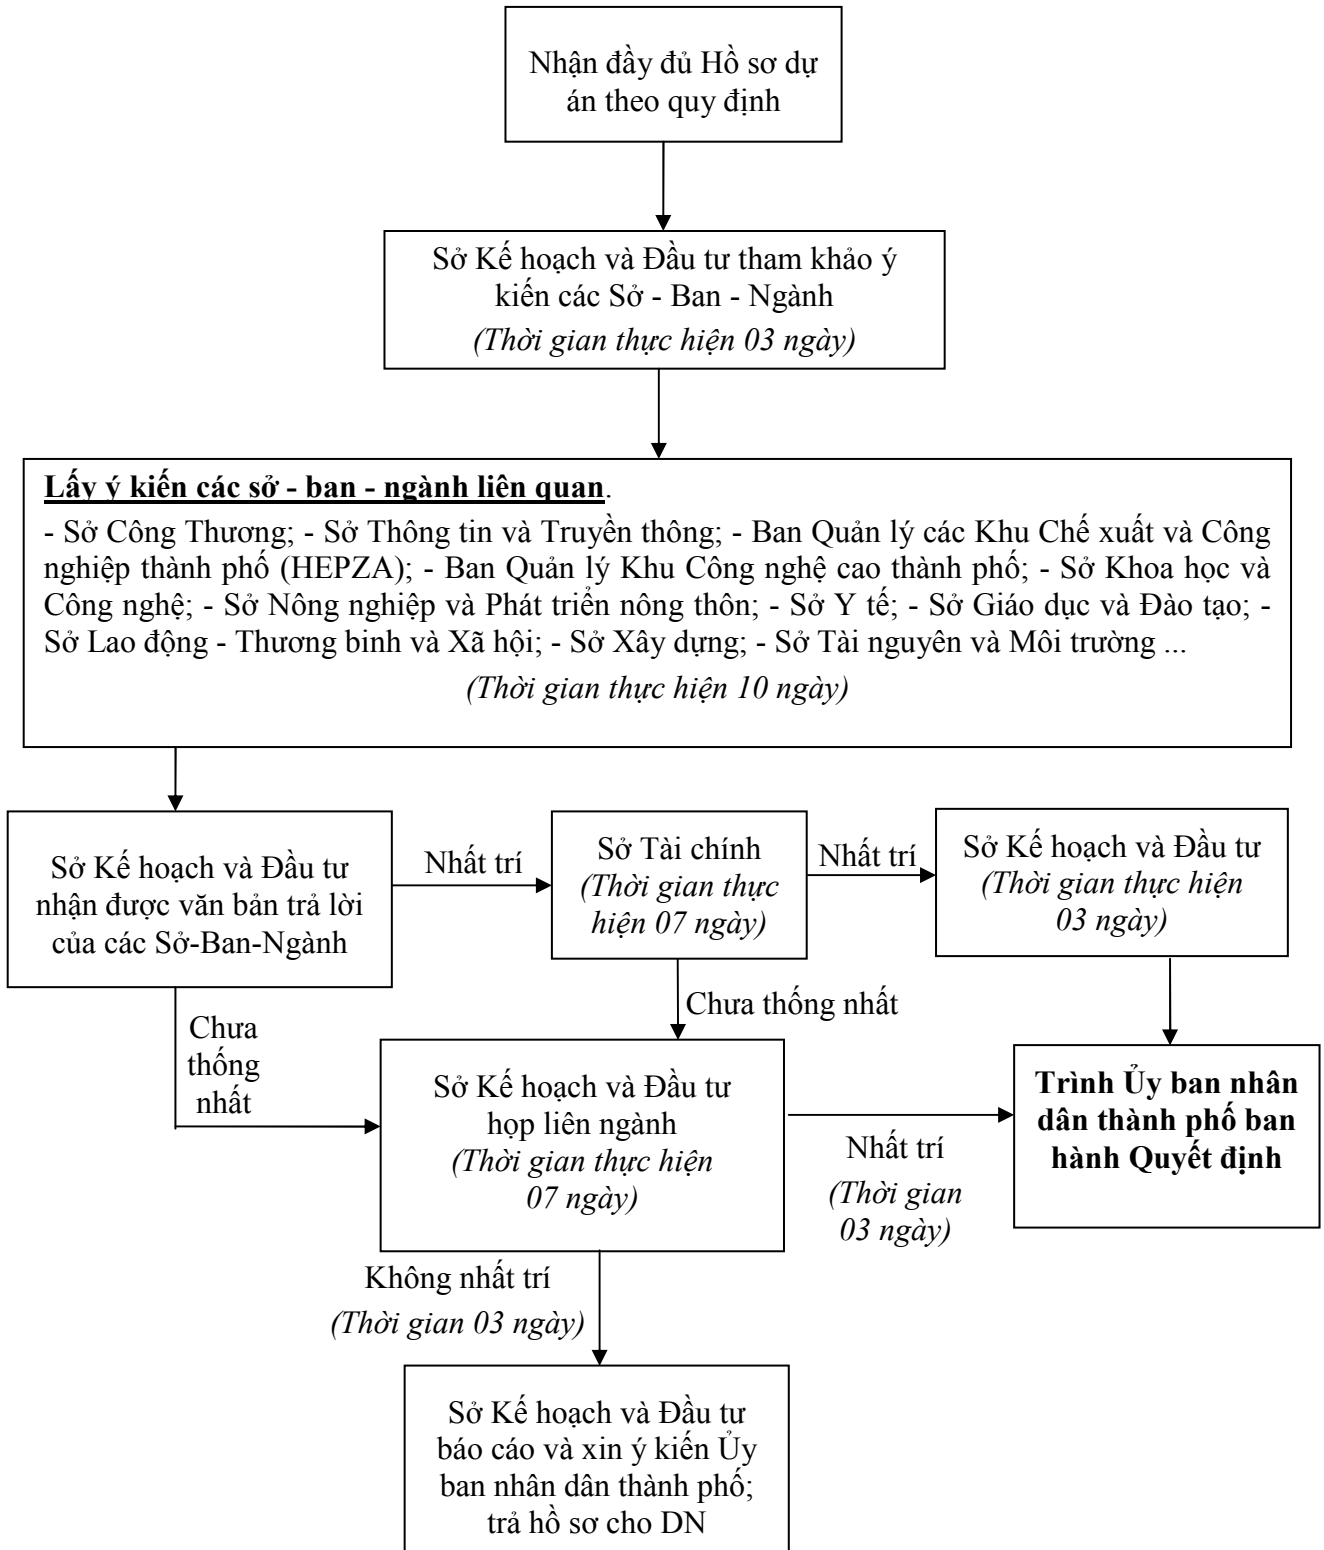 Nhận đầy đủ Hồ sơ dự
án theo quy định
Sở Kế hoạch và Đầu tư tham khảo ý
kiến các Sở - Ban - Ngành
(Thời gian thực hiện 03 ngày)
Lấy ý kiến các sở - ban - ngành liên quan.
- Sở Công Thương; - Sở Thông tin và Truyền thông; - Ban Quản lý các Khu Chế xuất và Công
nghiệp thành phố (HEPZA); - Ban Quản lý Khu Công nghệ cao thành phố; - Sở Khoa học và
Công nghệ; - Sở Nông nghiệp và Phát triển nông thôn; - Sở Y tế; - Sở Giáo dục và Đào tạo; -
Sở Lao động - Thương binh và Xã hội; - Sở Xây dựng; - Sở Tài nguyên và Môi trường ...
(Thời gian thực hiện 10 ngày)
Sở Kế hoạch và Đầu tư
nhận được văn bản trả lời
của các Sở-Ban-Ngành
Nhất trí
Sở Tài chính
(Thời gian thực
hiện 07 ngày)
Nhất trí
Sở Kế hoạch và Đầu tư
(Thời gian thực hiện
03 ngày)
Chưa
thống
nhất
Chưa thống nhất
Sở Kế hoạch và Đầu tư
họp liên ngành
(Thời gian thực hiện
07 ngày)
Nhất trí
(Thời gian
03 ngày)
Trình Ủy ban nhân
dân thành phố ban
hành Quyết định
Không nhất trí
(Thời gian 03 ngày)
Sở Kế hoạch và Đầu tư
báo cáo và xin ý kiến Ủy
ban nhân dân thành phố;
trả hồ sơ cho DN